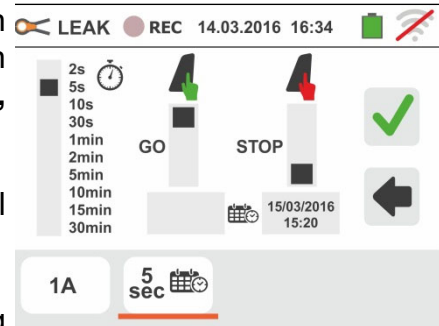 LEAK REC 14.03.2016 16:34
2s
5s
10s
30s
1min
2min
5min
10min
15min
30min
GO
STOP
15/03/2016
15:20
1A
5
sec